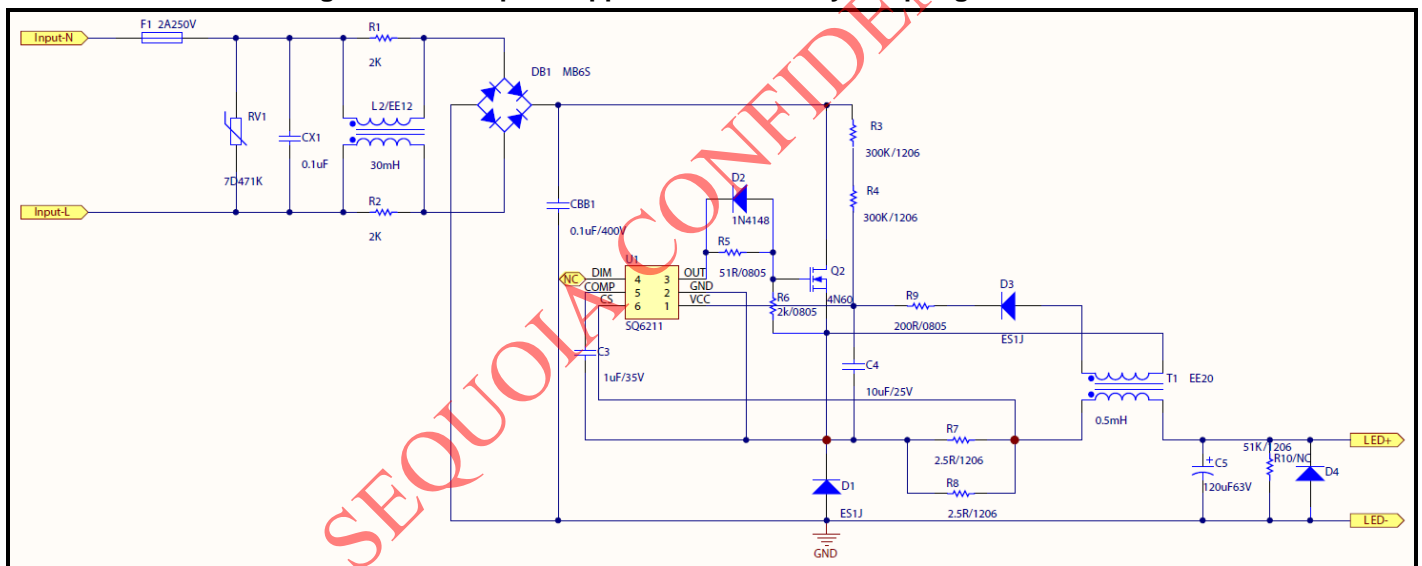 F1 2A250V
Input-N
R1
2K
DB1 MB6S
L2/EE12
RV1
CX1
0.1uF
30mH
7D471K
Input-L
R2
2K
R3
300K/1206
R4
300K/1206
D2
1N4148
CBB1
0.1uF/400V
R5
51R/0805
U1
NC
DIM 4 3 OUT
COMP 5 2 GND
CS 6 1 VCC
SQ6211
Q2
4N60
R6
2k/0805
R9
200R/0805
D3
ES1J
C3
1uF/35V
C4
10uF/25V
T1 EE20
0.5mH
R7
2.5R/1206
R8
2.5R/1206
D1
ES1J
GND
51K/1206
R10/NC
C5
120uF63V
D4
LED+
LED-
SEQUOIA CONFIDE